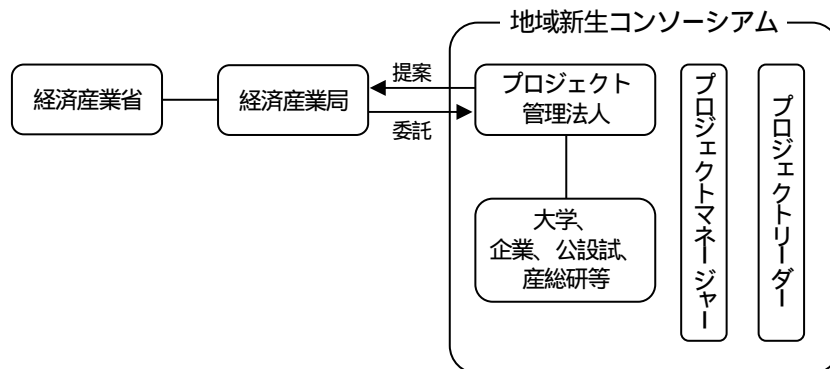 地域新生コンソーシアム
経済産業省
経済産業局
提案
委託
プロジェクト
管理法人
大学、
企業、公設試、
産総研等
プロジェクトマネージャー
プロジェクトリーダー